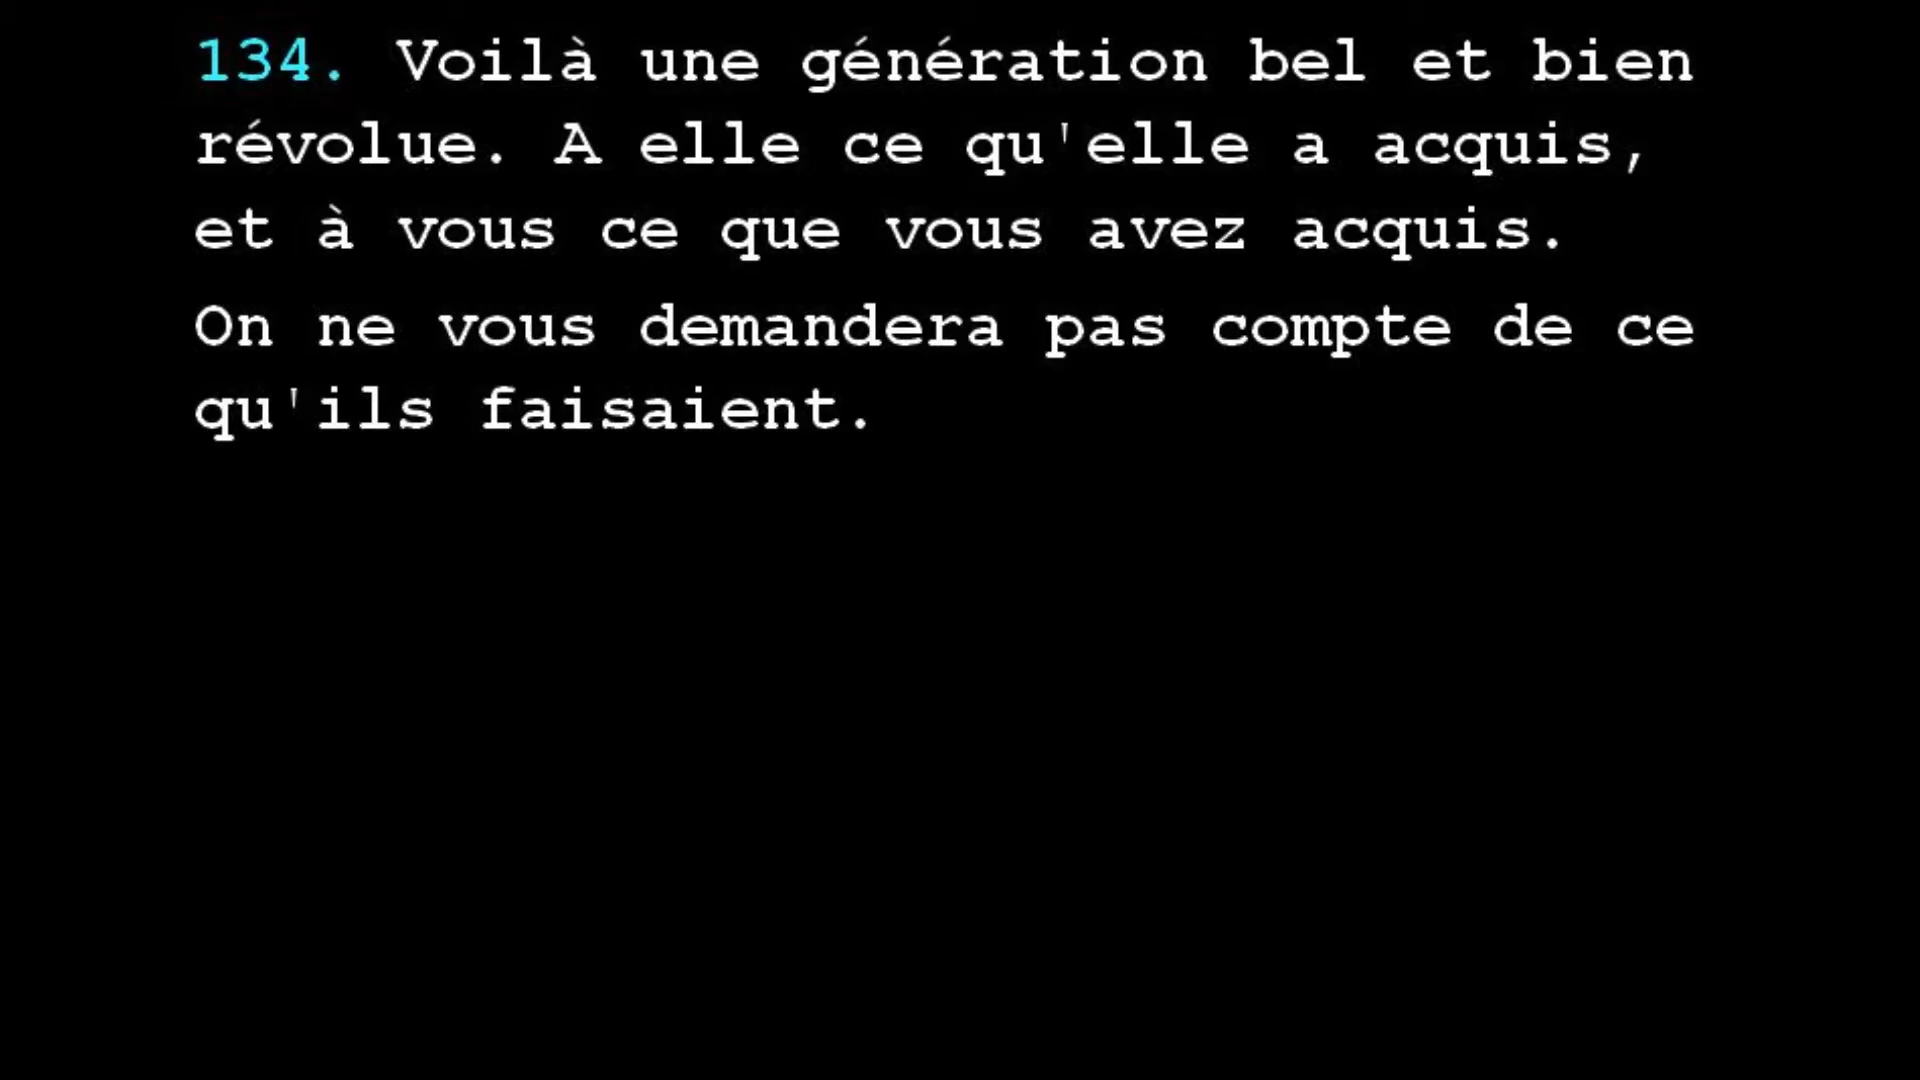 134. Voilà une génération bel et bien
révolue. A elle ce qu'elle a acquis,
et à vous ce que vous avez acquis.
On ne vous demandera pas compte de ce
qu'ils faisaient.